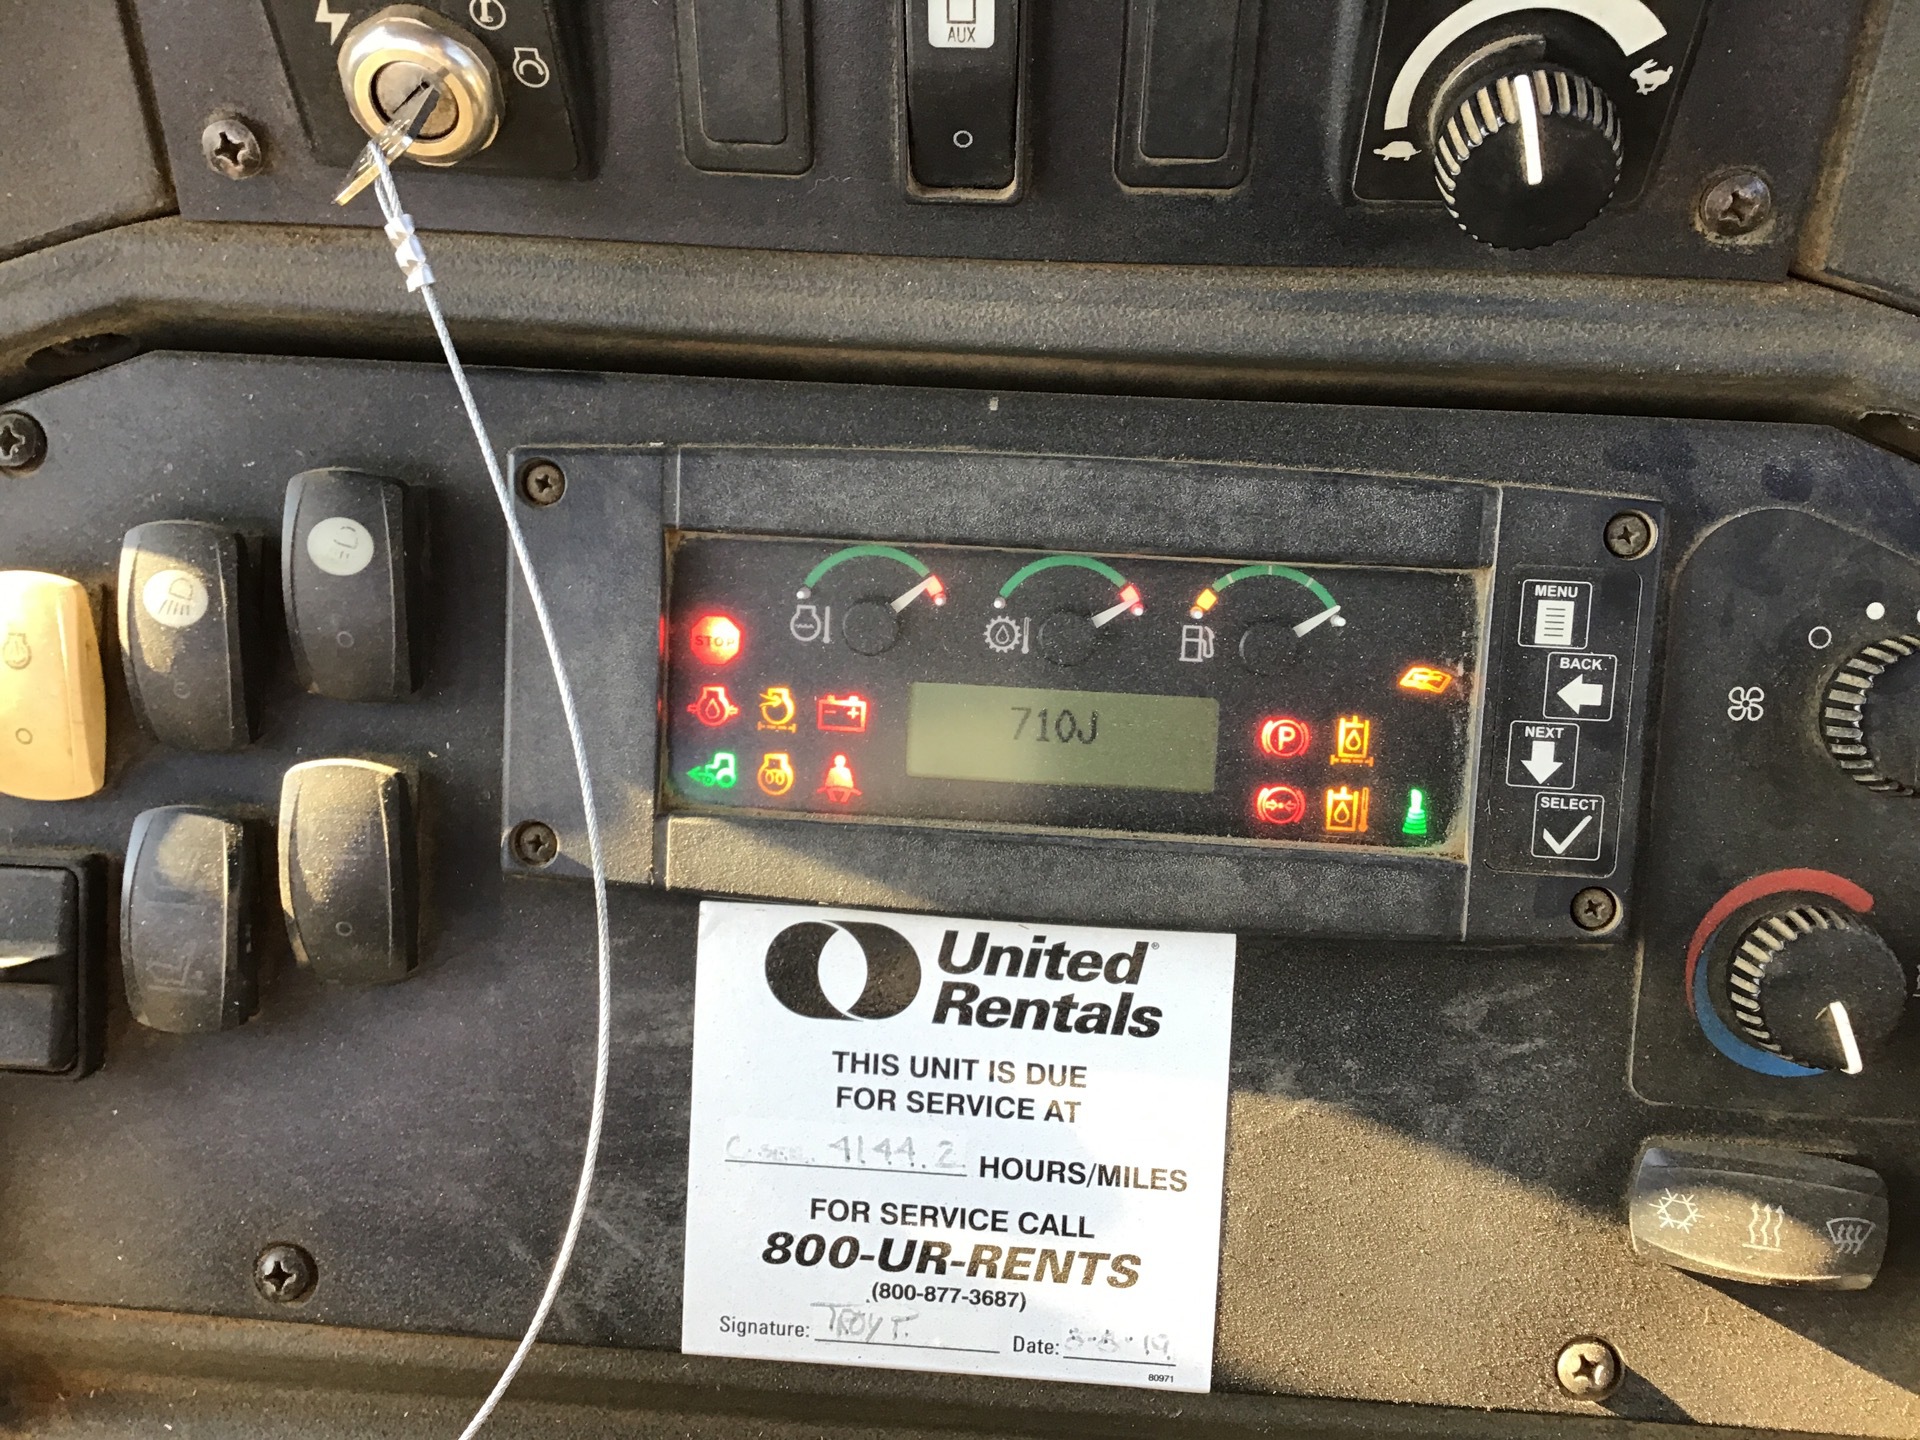 AUX
STOP
710J
P
MENU
BACK
NEXT
SELECT
United
Rentals®
THIS UNIT IS DUE
FOR SERVICE AT
4144.2 HOURS/MILES
FOR SERVICE CALL
800-UR-RENTS
(800-877-3687)
Signature: TROY T. Date:
80971